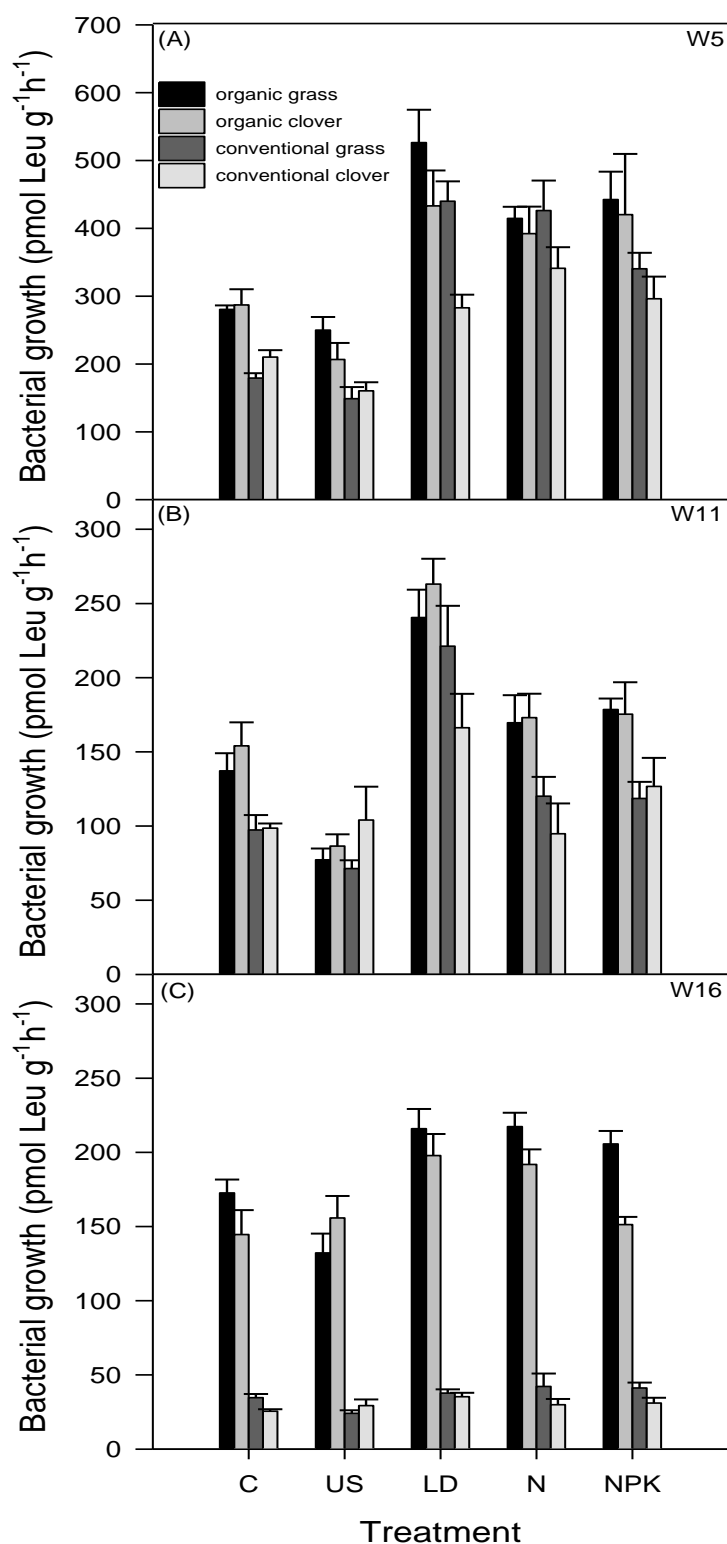 (A) W5
organic grass
organic clover
conventional grass
conventional clover
700
600
500
400
300
200
100
0
Bacterial growth (pmol Leu g⁻¹h⁻¹)
(B) W11
300
250
200
150
100
50
0
Bacterial growth (pmol Leu g⁻¹h⁻¹)
(C) W16
300
250
200
150
100
50
0
Bacterial growth (pmol Leu g⁻¹h⁻¹)
C US LD N NPK
Treatment